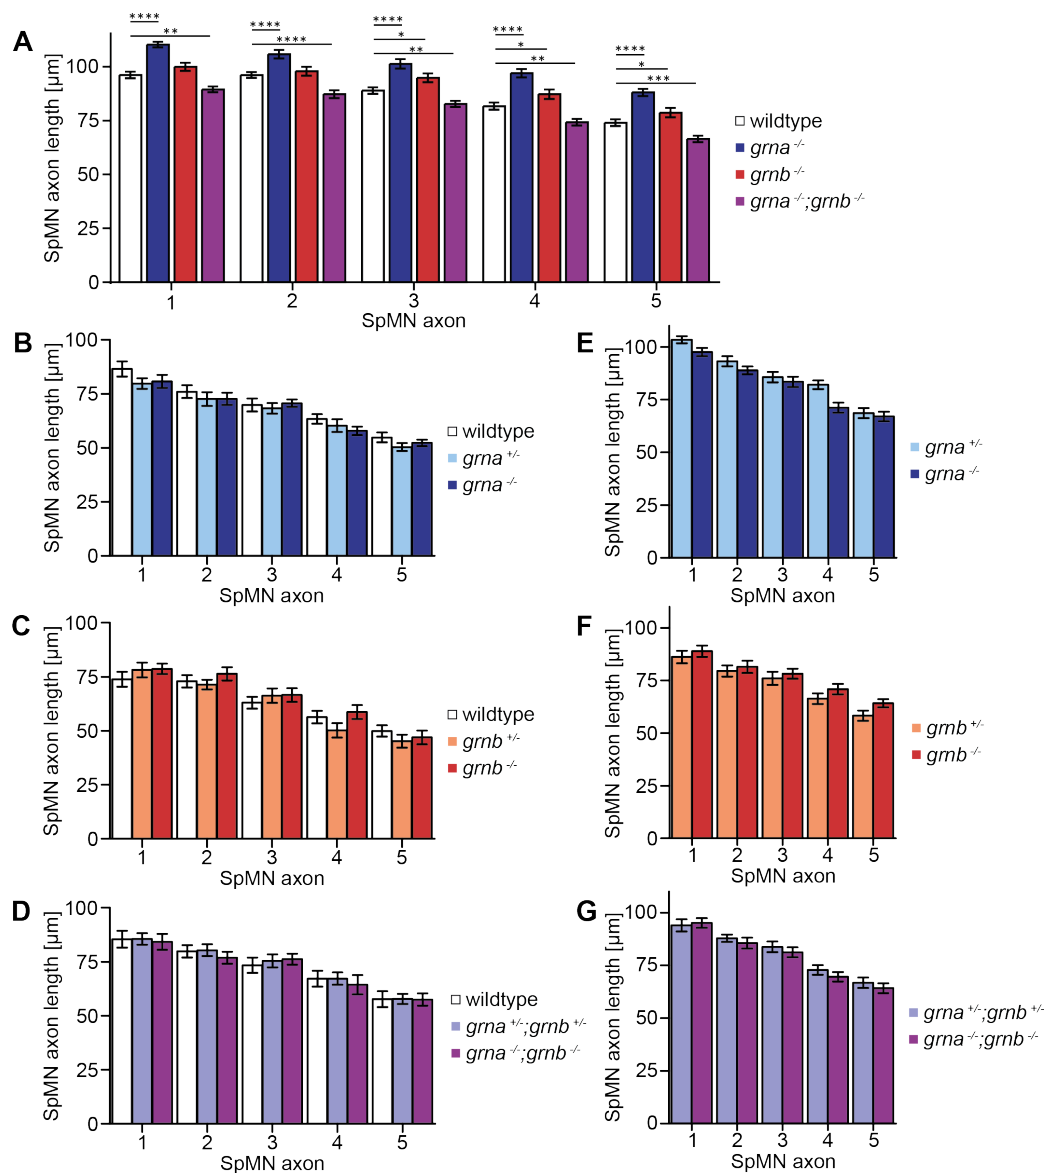 A
SpMN axon length [µm]
100
75
50
25
0
**** ** **** **** **** * ** **** * ** **** * ***
1 2 3 4 5
SpMN axon
wildtype
grna -/-
grnb -/-
grna -/-;grnb -/-
B
SpMN axon length [µm]
100
75
50
25
0
1 2 3 4 5
SpMN axon
wildtype
grna +/-
grna -/-
E
SpMN axon length [µm]
100
75
50
25
0
1 2 3 4 5
SpMN axon
grna +/-
grna -/-
C
SpMN axon length [µm]
100
75
50
25
0
1 2 3 4 5
SpMN axon
wildtype
grnb +/-
grnb -/-
F
SpMN axon length [µm]
100
75
50
25
0
1 2 3 4 5
SpMN axon
grnb +/-
grnb -/-
D
SpMN axon length [µm]
100
75
50
25
0
1 2 3 4 5
SpMN axon
wildtype
grna +/-;grnb +/-
grna -/-;grnb -/-
G
SpMN axon length [µm]
100
75
50
25
0
1 2 3 4 5
SpMN axon
grna +/-;grnb +/-
grna -/-;grnb -/-